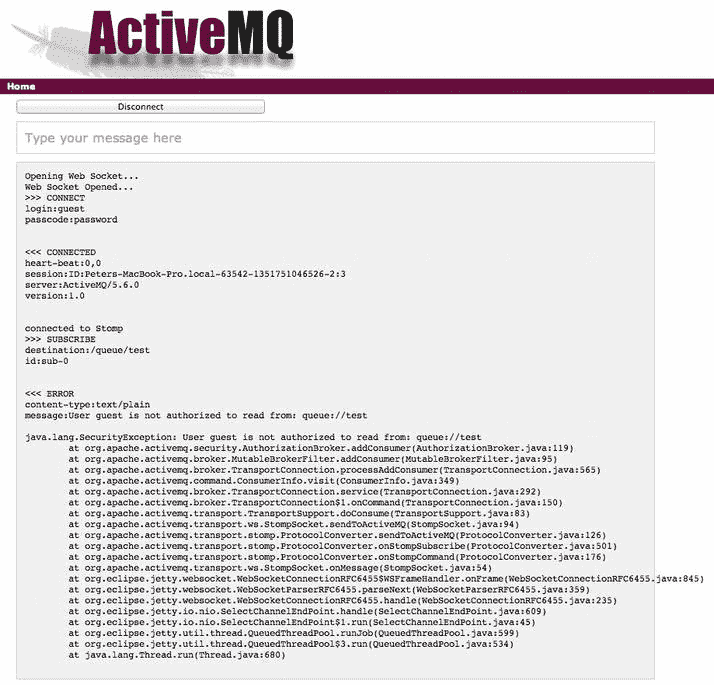 ActiveMQ
Home
Disconnect
Type your message here
Opening Web Socket...
Web Socket Opened...
>>> CONNECT
login:guest
passcode:password
<<< CONNECTED
heart-beat:0,0
session:ID:Peters-MacBook-Pro.local-63542-1351751046526-2:3
server:ActiveMQ/5.6.0
version:1.0
connected to Stomp
>>> SUBSCRIBE
destination:/queue/test
id:sub-0
<<< ERROR
content-type:text/plain
message:User guest is not authorized to read from: queue://test
java.lang.SecurityException: User guest is not authorized to read from: queue://test
at org.apache.activemq.security.AuthorizationBroker.addConsumer(AuthorizationBroker.java:119)
at org.apache.activemq.broker.MutableBrokerFilter.addConsumer(MutableBrokerFilter.java:95)
at org.apache.activemq.broker.TransportConnection.processAddConsumer(TransportConnection.java:565)
at org.apache.activemq.command.ConsumerInfo.visit(ConsumerInfo.java:349)
at org.apache.activemq.broker.TransportConnection.service(TransportConnection.java:292)
at org.apache.activemq.broker.TransportConnection$1.onCommand(TransportConnection.java:150)
at org.apache.activemq.transport.TransportSupport.doConsume(TransportSupport.java:83)
at org.apache.activemq.transport.ws.StompSocket.sendToActiveMQ(StompSocket.java:94)
at org.apache.activemq.transport.stomp.ProtocolConverter.sendToActiveMQ(ProtocolConverter.java:126)
at org.apache.activemq.transport.stomp.ProtocolConverter.onStompSubscribe(ProtocolConverter.java:501)
at org.apache.activemq.transport.stomp.ProtocolConverter.onStompCommand(ProtocolConverter.java:176)
at org.apache.activemq.transport.ws.StompSocket.onMessage(StompSocket.java:54)
at org.eclipse.jetty.websocket.WebSocketConnectionRFC6455$WSFrameHandler.onFrame(WebSocketConnectionRFC6455.java:845)
at org.eclipse.jetty.websocket.WebSocketParserRFC6455.parseNext(WebSocketParserRFC6455.java:359)
at org.eclipse.jetty.websocket.WebSocketConnectionRFC6455.handle(WebSocketConnectionRFC6455.java:235)
at org.eclipse.jetty.io.nio.SelectChannelEndPoint.handle(SelectChannelEndPoint.java:609)
at org.eclipse.jetty.io.nio.SelectChannelEndPoint$1.run(SelectChannelEndPoint.java:45)
at org.eclipse.jetty.util.thread.QueuedThreadPool.runJob(QueuedThreadPool.java:599)
at org.eclipse.jetty.util.thread.QueuedThreadPool$3.run(QueuedThreadPool.java:534)
at java.lang.Thread.run(Thread.java:680)